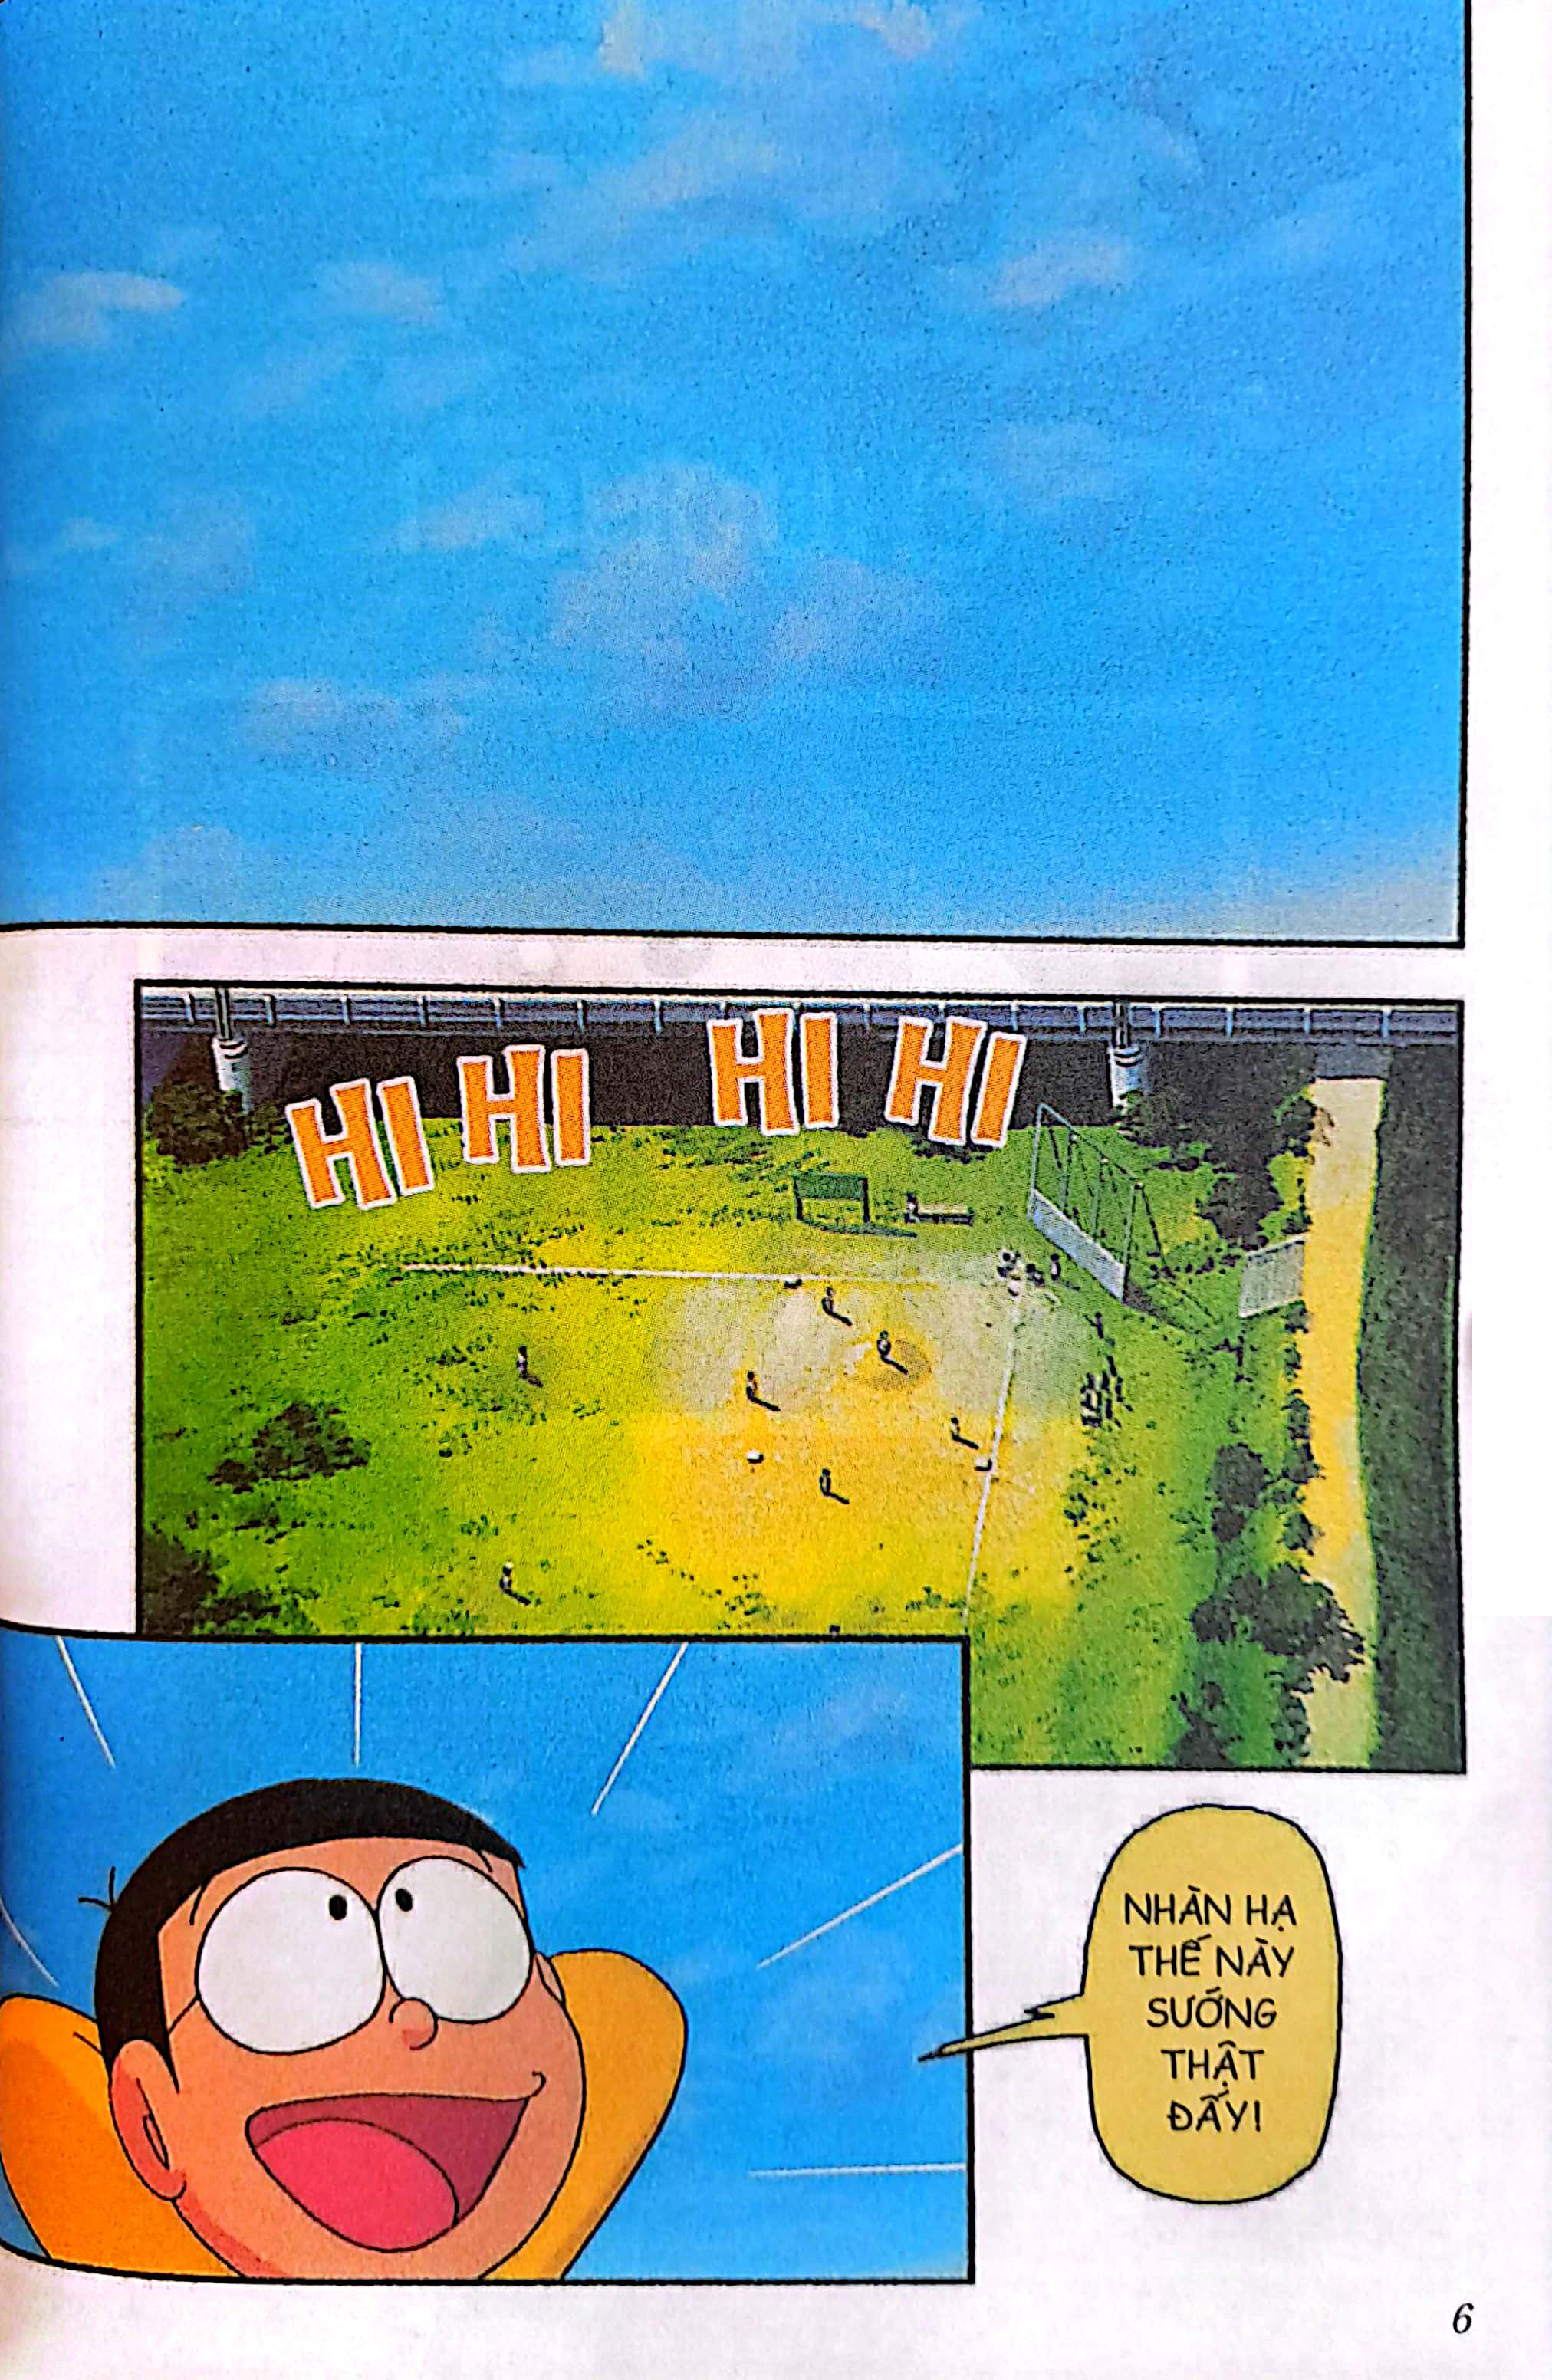 HI HI HI HI
NHÀN HẠ
THẾ NÀY
SƯỚNG
THẬT
ĐẤY!
6